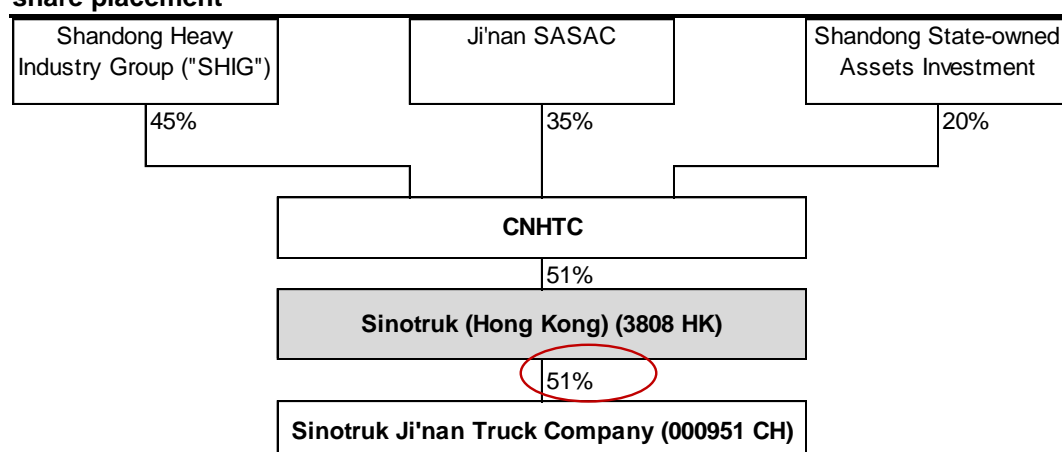 share placement
Shandong Heavy
Industry Group ("SHIG")
Ji'nan SASAC
Shandong State-owned
Assets Investment
45%
35%
20%
CNHTC
51%
Sinotruk (Hong Kong) (3808 HK)
51%
Sinotruk Ji'nan Truck Company (000951 CH)